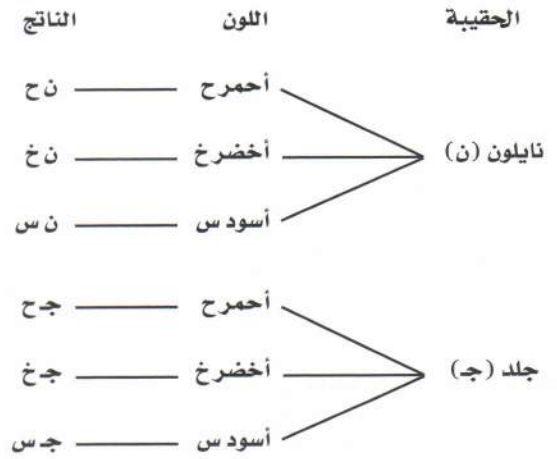 الحقيبة اللون الناتج
أحمر ح ن ح
نايلون (ن) أخضر خ ن خ
أسود س ن س
أحمر ح جـ ح
جلد (جـ) أخضر خ جـ خ
أسود س جـ س